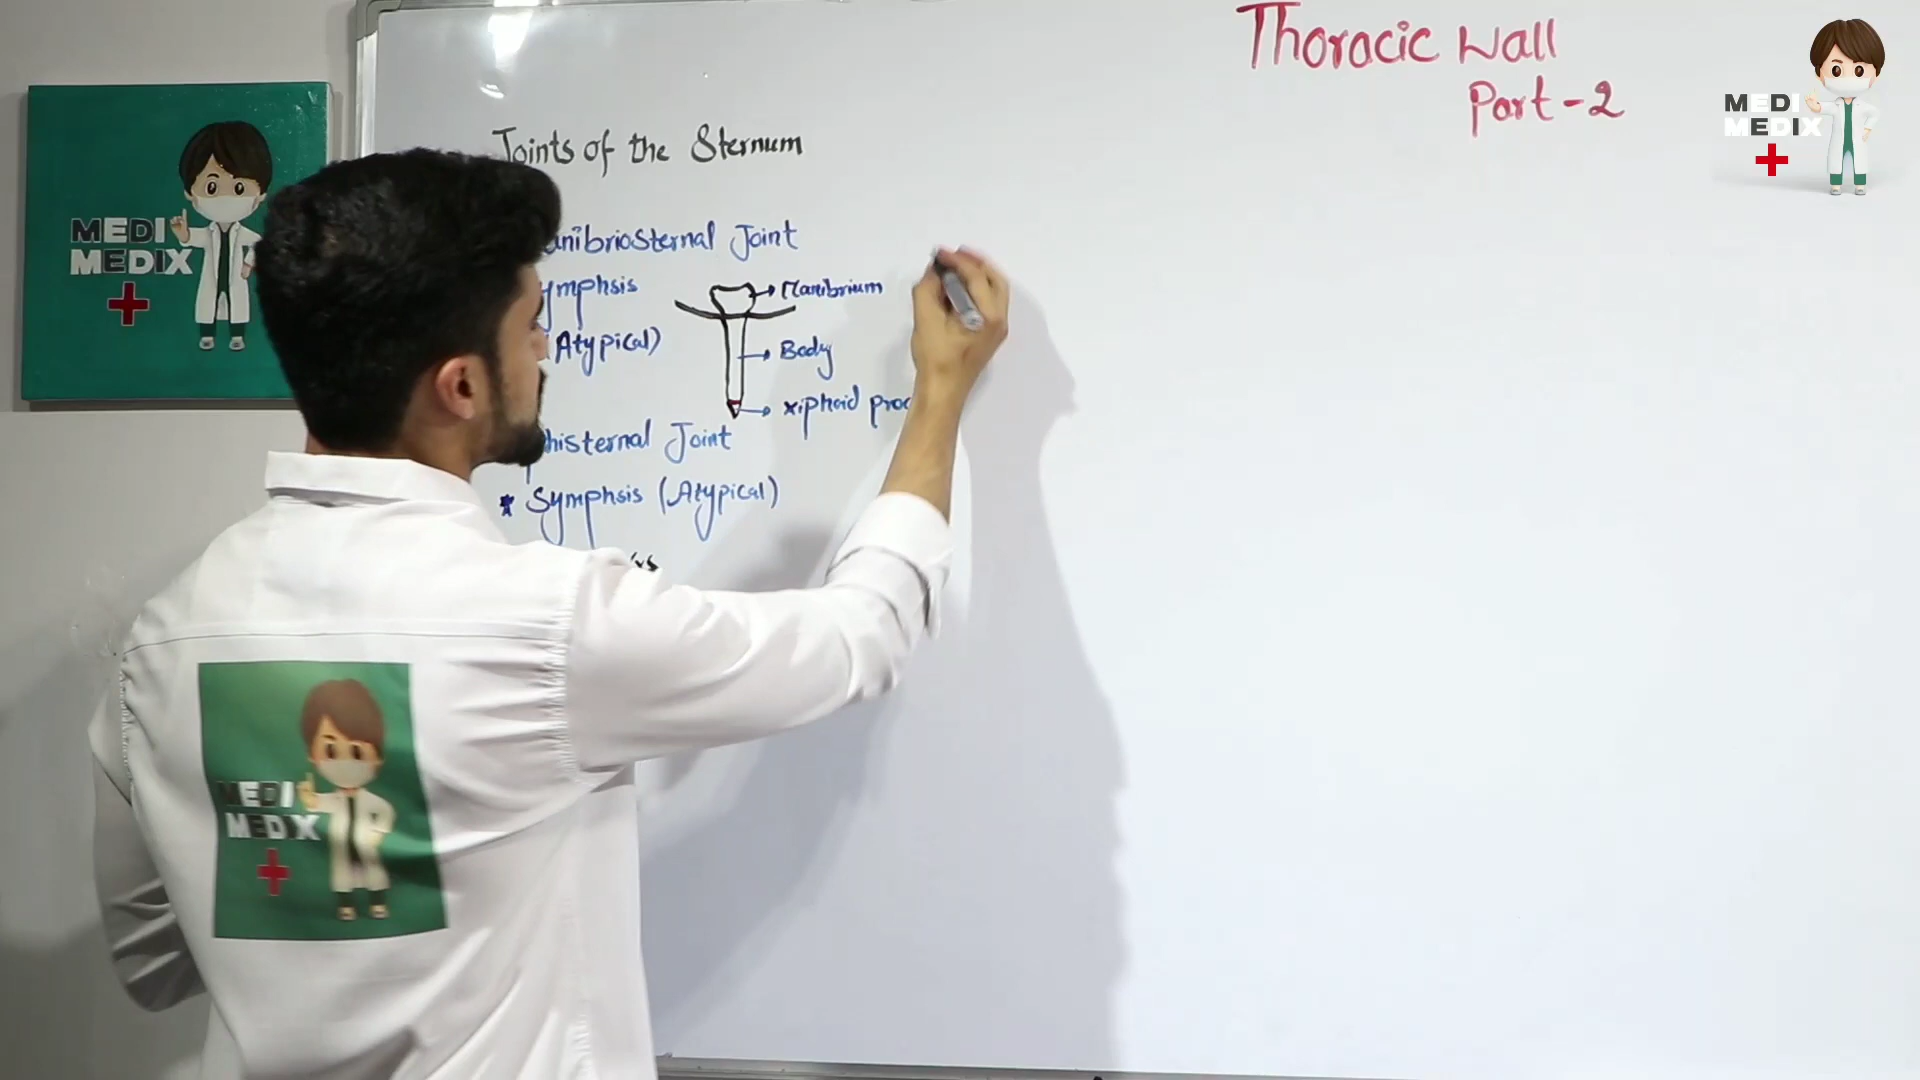 Thoracic Wall
Part-2
MEDI
MEDIX
Joints of the Sternum
MEDI
MEDIX
anibriosternal Joint
ymphsis
Manibrium
(Atypical)
Body
xiphoid proc
histernal Joint
* Symphsis (Atypical)
MEDI
MEDIX